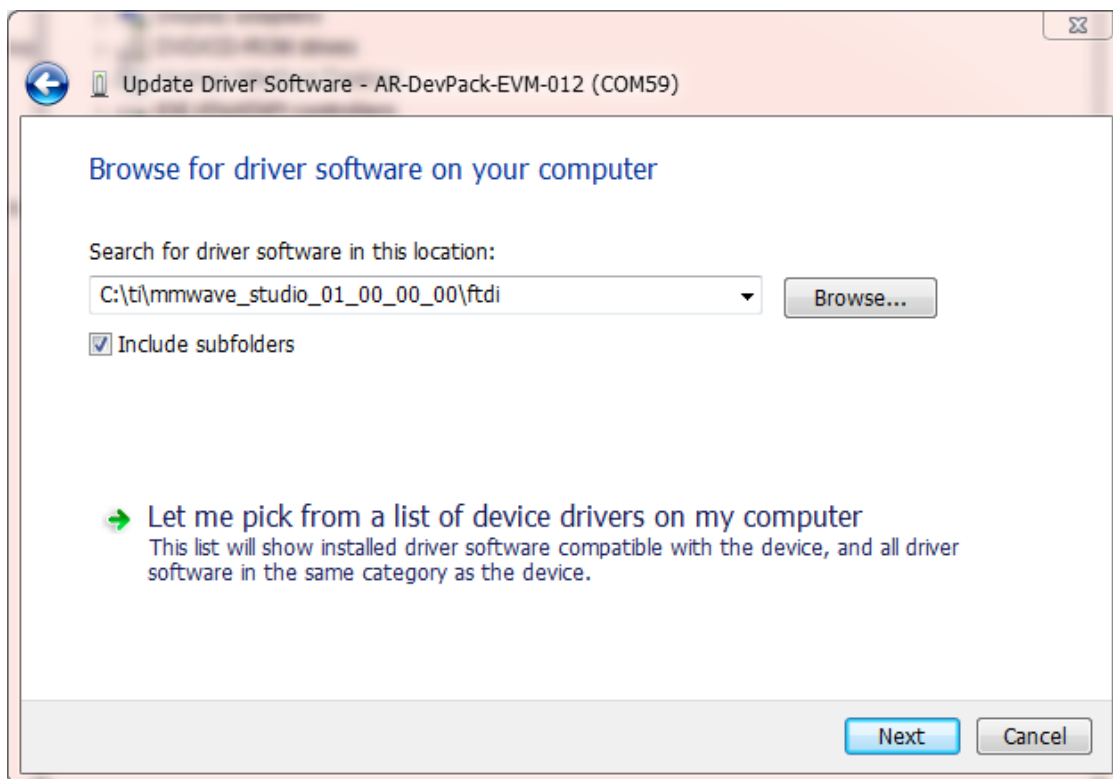 Update Driver Software - AR-DevPack-EVM-012 (COM59)
Browse for driver software on your computer
Search for driver software in this location:
C:\ti\mmwave_studio_01_00_00_00\ftdi
Browse...
Include subfolders
Let me pick from a list of device drivers on my computer
This list will show installed driver software compatible with the device, and all driver
software in the same category as the device.
Next
Cancel